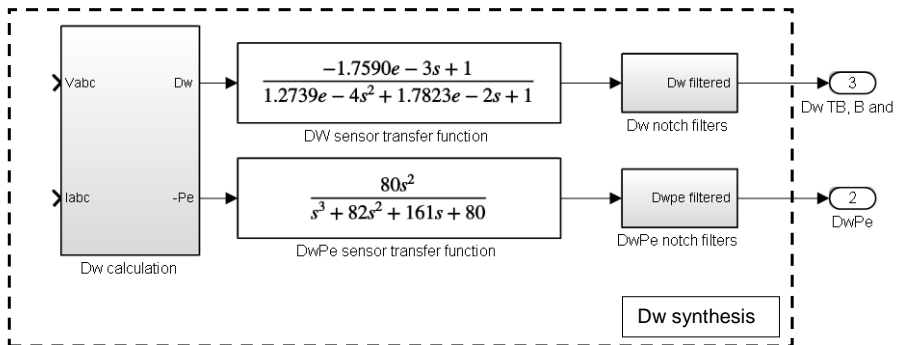 Vabc
Dw
Iabc
-Pe
Dw calculation
-1.7590e − 3s + 1
1.2739e − 4s² + 1.7823e − 2s + 1
DW sensor transfer function
80s²
s³ + 82s² + 161s + 80
DwPe sensor transfer function
Dw filtered
Dw notch filters
Dwpe filtered
DwPe notch filters
3
Dw TB, B and
2
DwPe
Dw synthesis